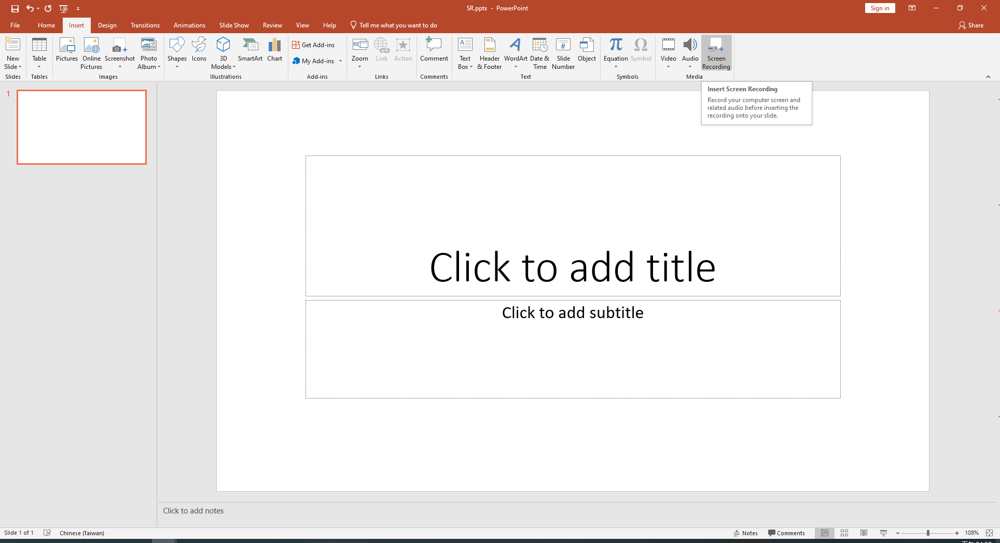 SR.pptx - PowerPoint
Sign in
File Home Insert Design Transitions Animations Slide Show Review View Help Tell me what you want to do Share
New Slide
Table
Pictures
Online Pictures
Screenshot
Photo Album
Shapes
Icons
3D Models
SmartArt
Chart
Get Add-ins
My Add-ins
Zoom
Link
Action
Comment
Text Box
Header & Footer
WordArt
Date & Time
Slide Number
Object
Equation
Symbol
Video
Audio
Screen Recording
Slides Tables Images Illustrations Add-ins Links Comments Text Symbols Media
Insert Screen Recording
Record your computer screen and
related audio before inserting the
recording onto your slide.
1
Click to add title
Click to add subtitle
Click to add notes
Slide 1 of 1 Chinese (Taiwan) Notes Comments 108%